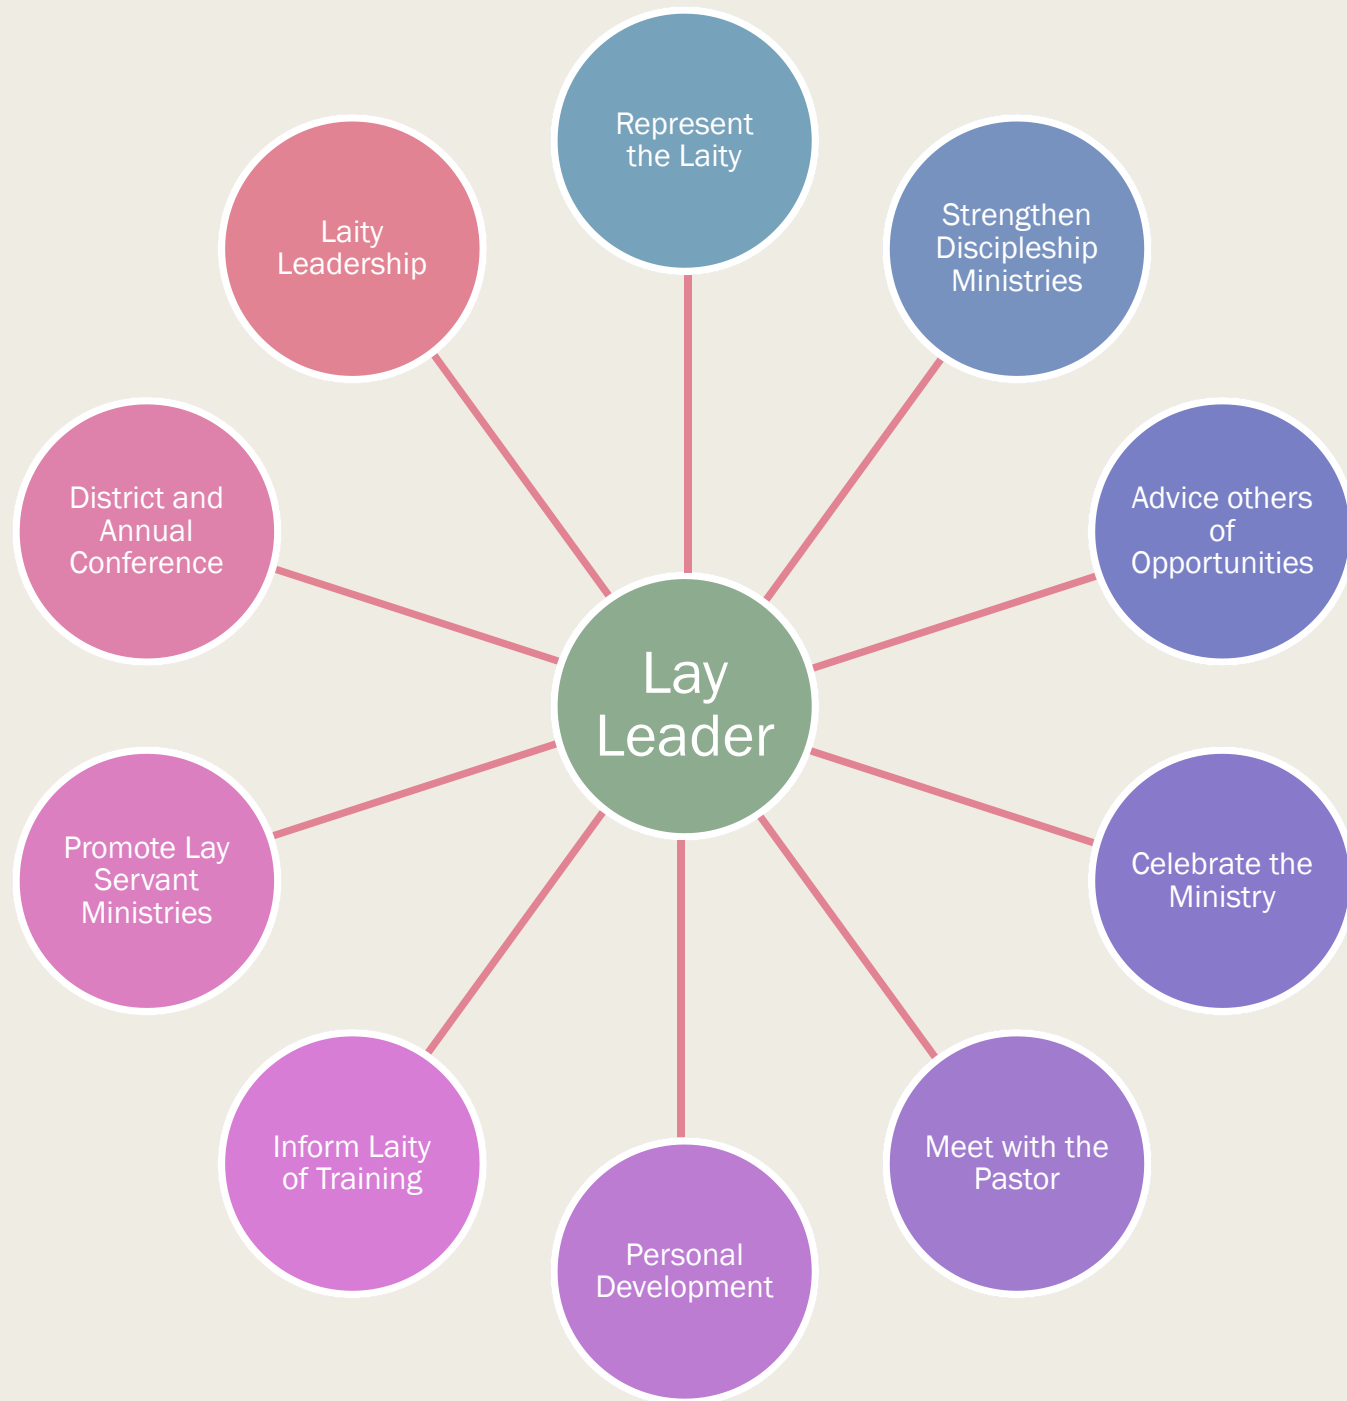 Represent
the Laity
Strengthen
Discipleship
Ministries
Advice others
of
Opportunities
Celebrate the
Ministry
Meet with the
Pastor
Personal
Development
Inform Laity
of Training
Promote Lay
Servant
Ministries
District and
Annual
Conference
Laity
Leadership
Lay
Leader